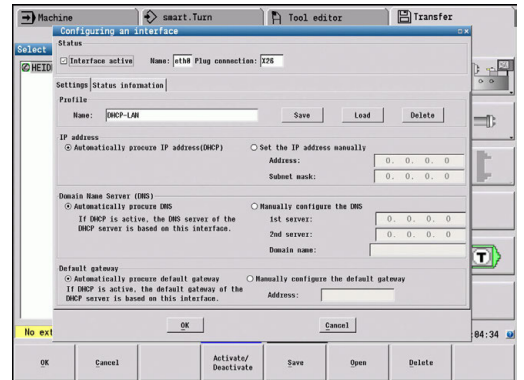 Machine
smart.Turn
Tool editor
Transfer
Configuring an interface
Select
HEID
Status
Interface active
Name: eth0 Plug connection: X26
Settings Status information
Profile
Name: DHCP-LAN
Save
Load
Delete
IP address
Automatically procure IP address(DHCP)
Set the IP address manually
Address: 0. 0. 0. 0
Subnet mask: 0. 0. 0. 0
Domain Name Server (DNS)
Automatically procure DNS
Manually configure the DNS
If DHCP is active, the DNS server of the
DHCP server is based on this interface.
1st server: 0. 0. 0. 0
2nd server: 0. 0. 0. 0
Domain name:
Default gateway
Automatically procure default gateway
Manually configure the default gateway
If DHCP is active, the default gateway of the
DHCP server is based on this interface.
Address:
OK
Cancel
No ext
04:34
T
OK
Cancel
Activate/
Deactivate
Save
Open
Delete